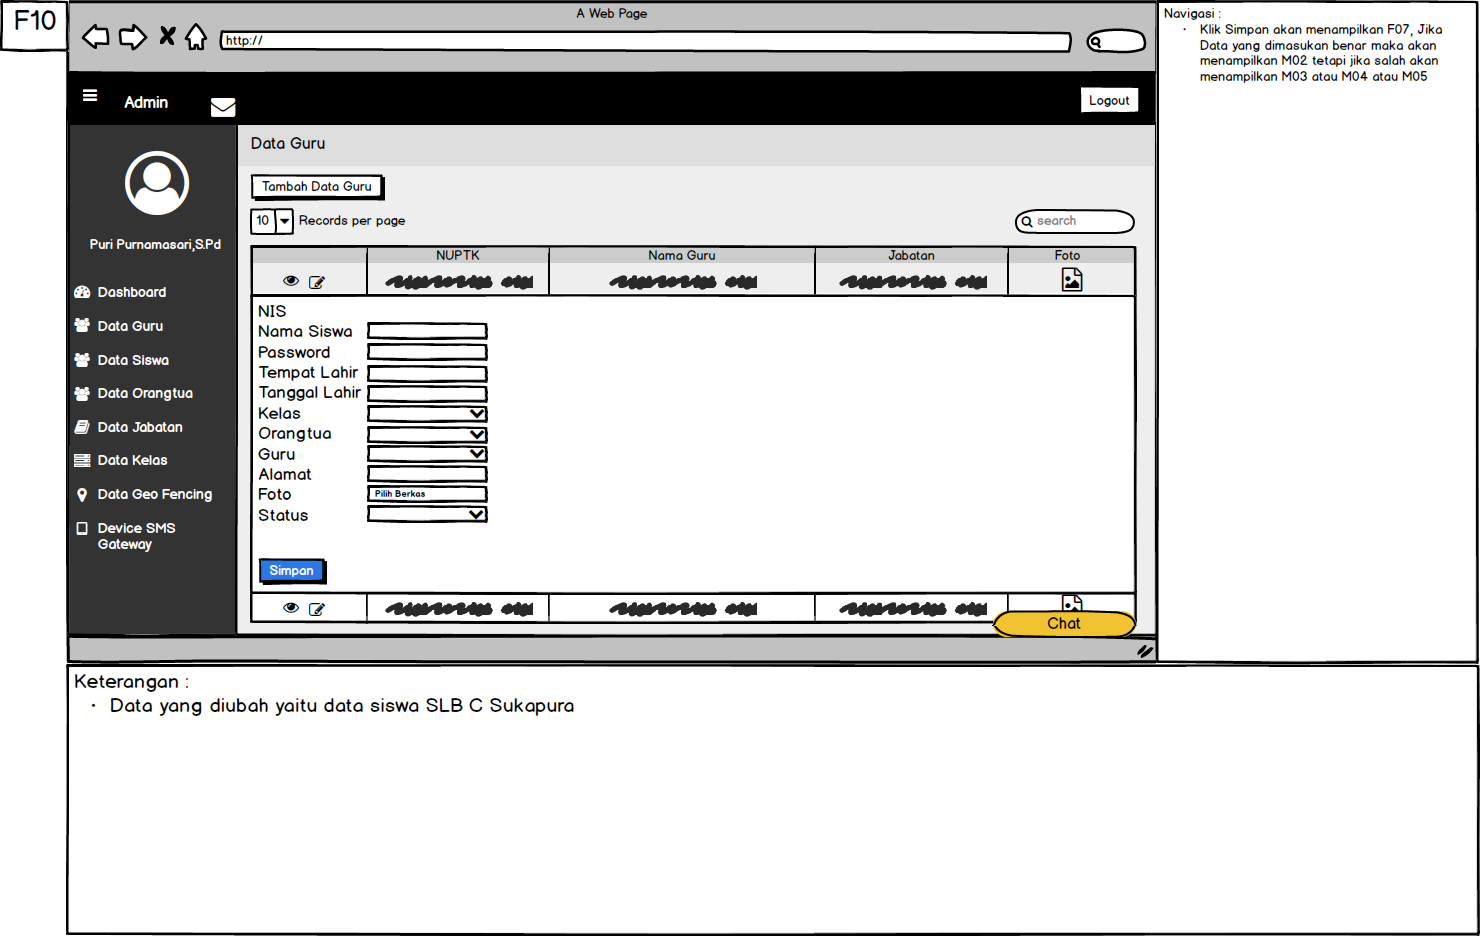 F10
A Web Page
http://
Admin
Logout
Puri Purnamasari,S.Pd
Dashboard
Data Guru
Data Siswa
Data Orangtua
Data Jabatan
Data Kelas
Data Geo Fencing
Device SMS
Gateway
Data Guru
Tambah Data Guru
10 Records per page
search
NUPTK Nama Guru Jabatan Foto
NIS
Nama Siswa
Password
Tempat Lahir
Tanggal Lahir
Kelas
Orangtua
Guru
Alamat
Foto Pilih Berkas
Status
Simpan
Chat
Navigasi :
· Klik Simpan akan menampilkan F07, Jika
Data yang dimasukan benar maka akan
menampilkan M02 tetapi jika salah akan
menampilkan M03 atau M04 atau M05
Keterangan :
· Data yang diubah yaitu data siswa SLB C Sukapura